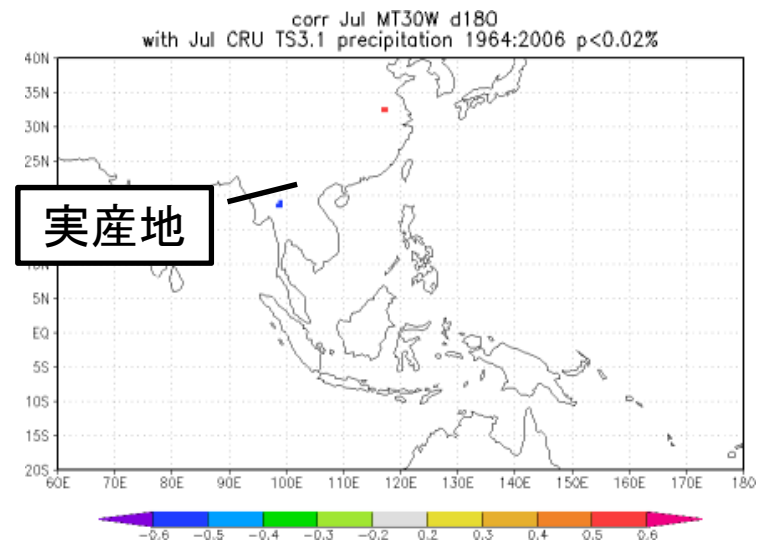 corr Jul MT30W d18O
with Jul CRU TS3.1 precipitation 1964:2006 p<0.02%
40N
35N
30N
25N
実産地
10N
5N
EQ
5S
10S
15S
20S
60E 70E 80E 90E 100E 110E 120E 130E 140E 150E 160E 170E 180
-0.6 -0.5 -0.4 -0.3 -0.2 0.2 0.3 0.4 0.5 0.6